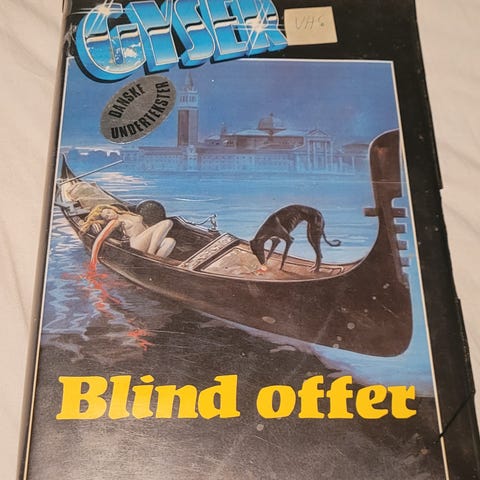 GYSER
VHS
DANSKE
UNDERTEKSTER
Blind offer